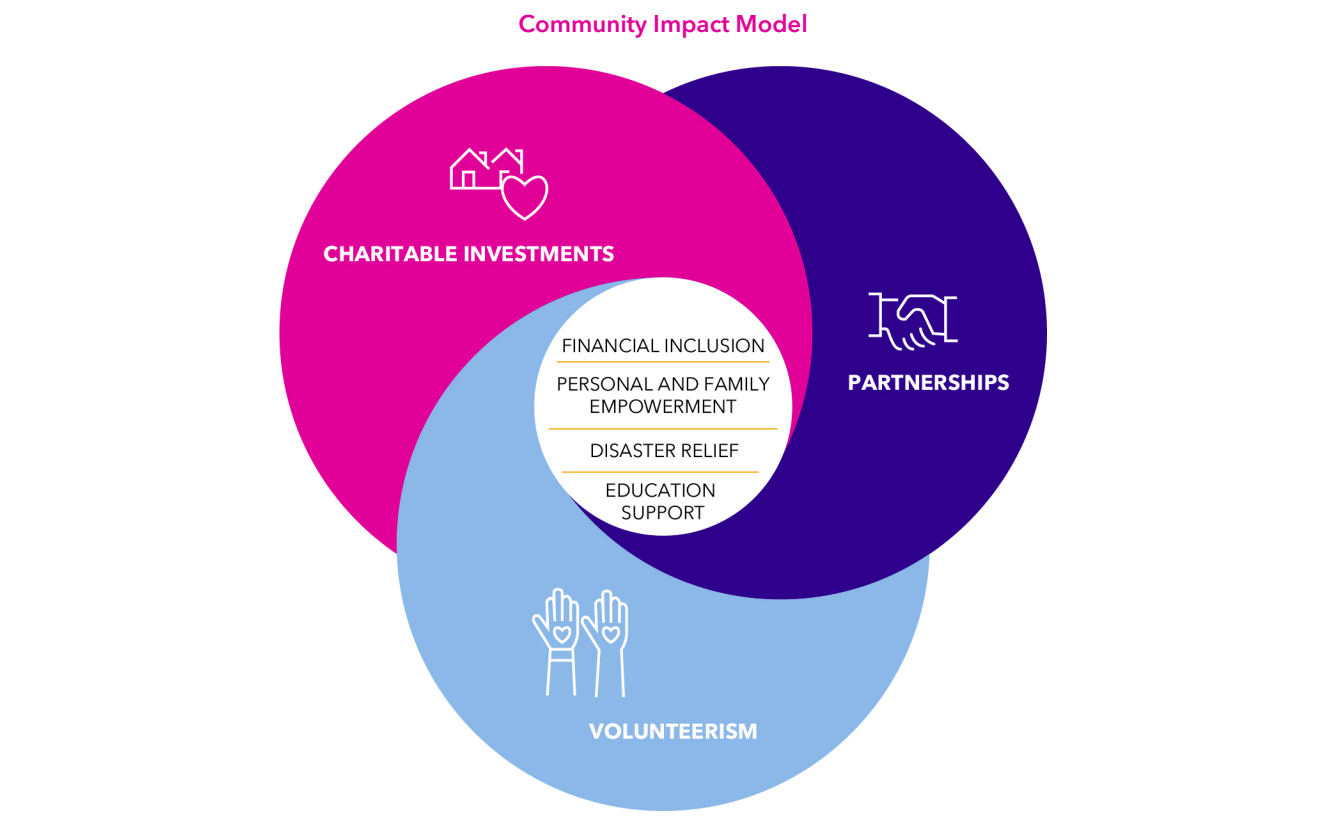 Community Impact Model
CHARITABLE INVESTMENTS
FINANCIAL INCLUSION
PERSONAL AND FAMILY
EMPOWERMENT
DISASTER RELIEF
EDUCATION
SUPPORT
PARTNERSHIPS
VOLUNTEERISM